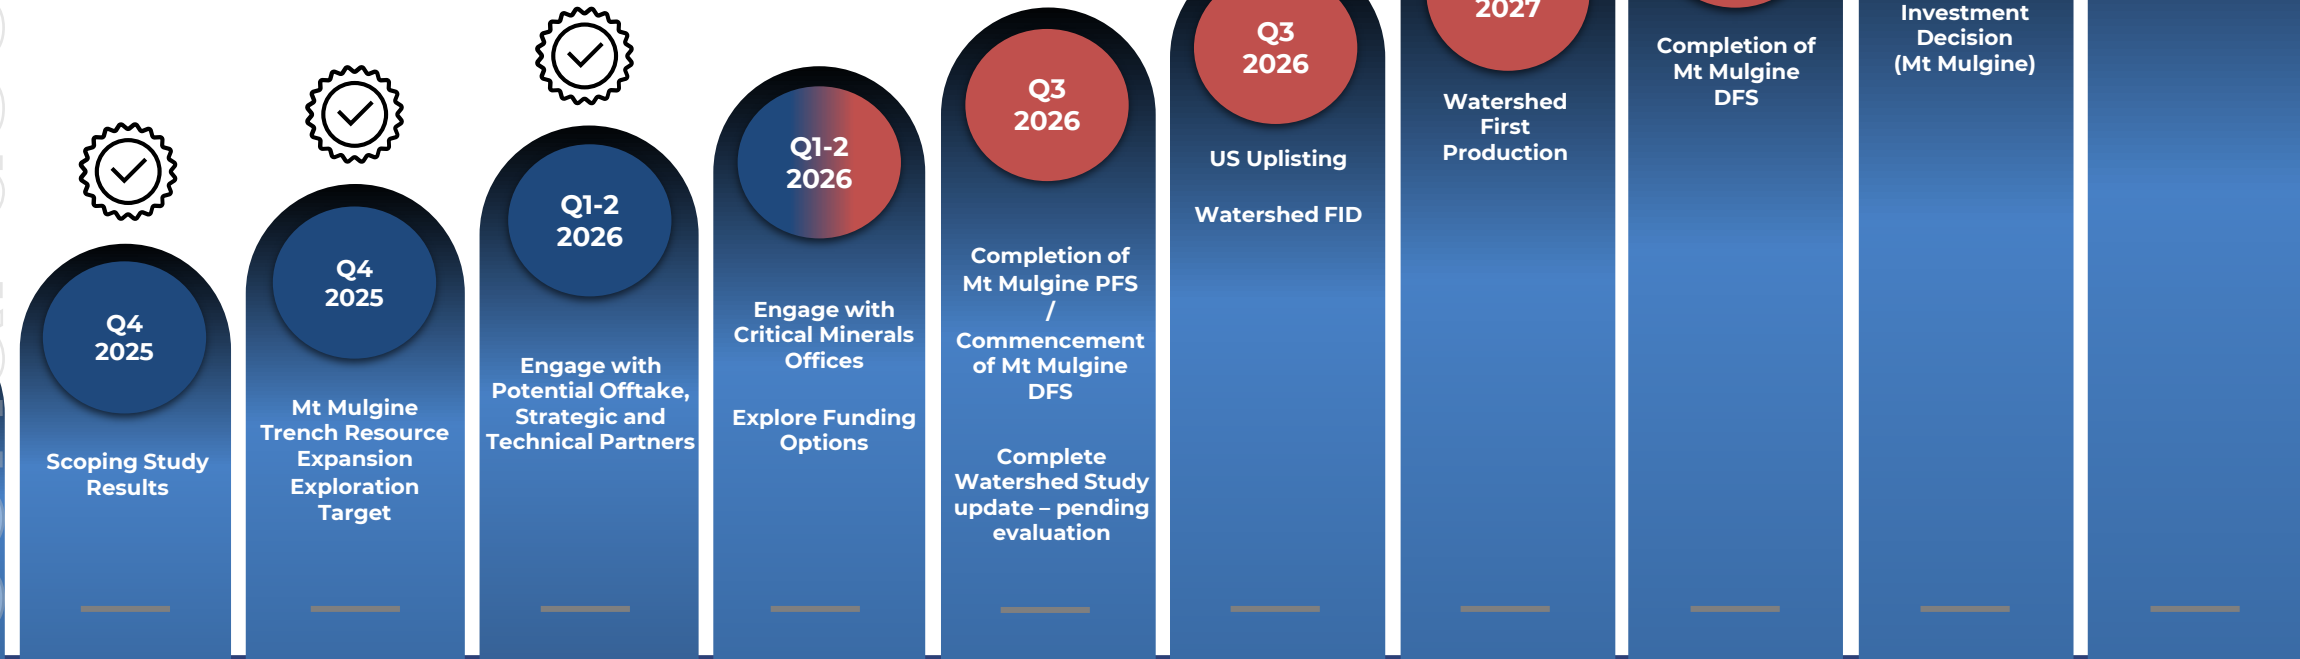 Q4
2025
Scoping Study
Results
Q4
2025
Mt Mulgine
Trench Resource
Expansion
Exploration
Target
Q1-2
2026
Engage with
Potential Offtake,
Strategic and
Technical Partners
Q1-2
2026
Engage with
Critical Minerals
Offices
Explore Funding
Options
Q3
2026
Completion of
Mt Mulgine PFS
/
Commencement
of Mt Mulgine
DFS
Complete
Watershed Study
update – pending
evaluation
Q3
2026
US Uplisting
Watershed FID
2027
Watershed
First
Production
Completion of
Mt Mulgine
DFS
Investment
Decision
(Mt Mulgine)